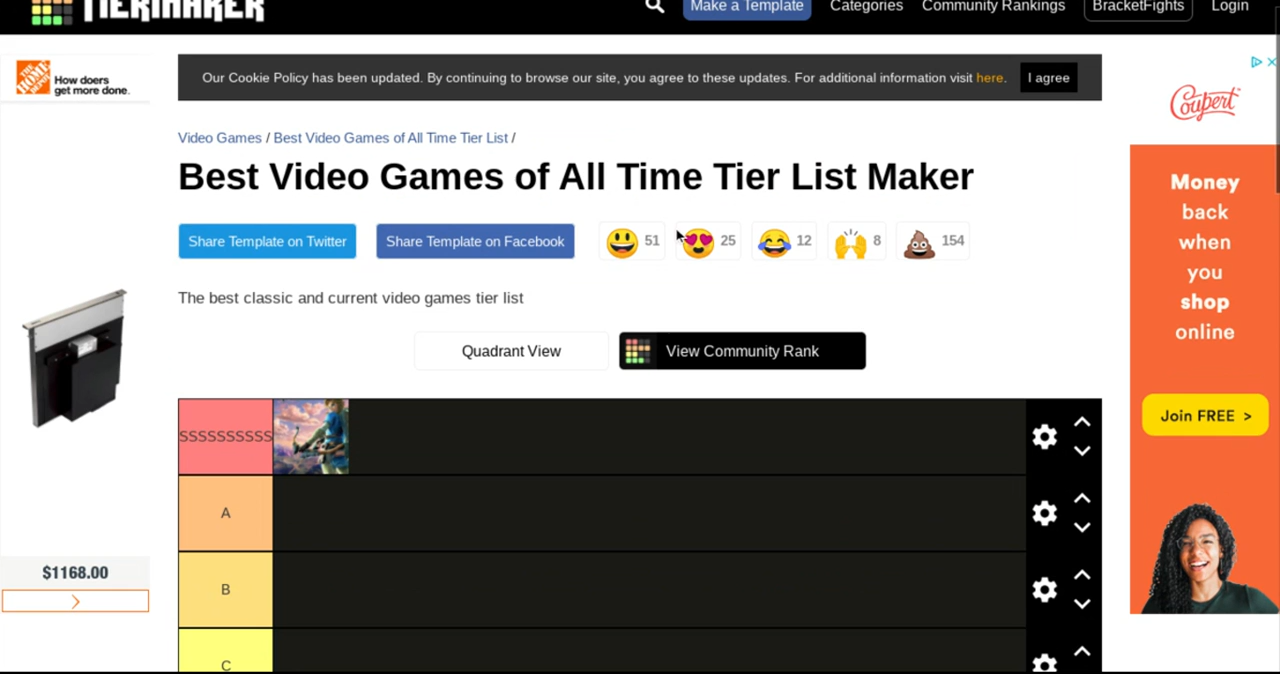 TIERMAKER
Make a Template
Categories
Community Rankings
BracketFights
Login
THE HOME DEPOT
How doers
get more done.
Our Cookie Policy has been updated. By continuing to browse our site, you agree to these updates. For additional information visit here.
I agree
Coupert
Video Games / Best Video Games of All Time Tier List /
Best Video Games of All Time Tier List Maker
Share Template on Twitter
Share Template on Facebook
51
25
12
8
154
The best classic and current video games tier list
Quadrant View
View Community Rank
SSSSSSSSSS
A
B
C
$1168.00
Money
back
when
you
shop
online
Join FREE >